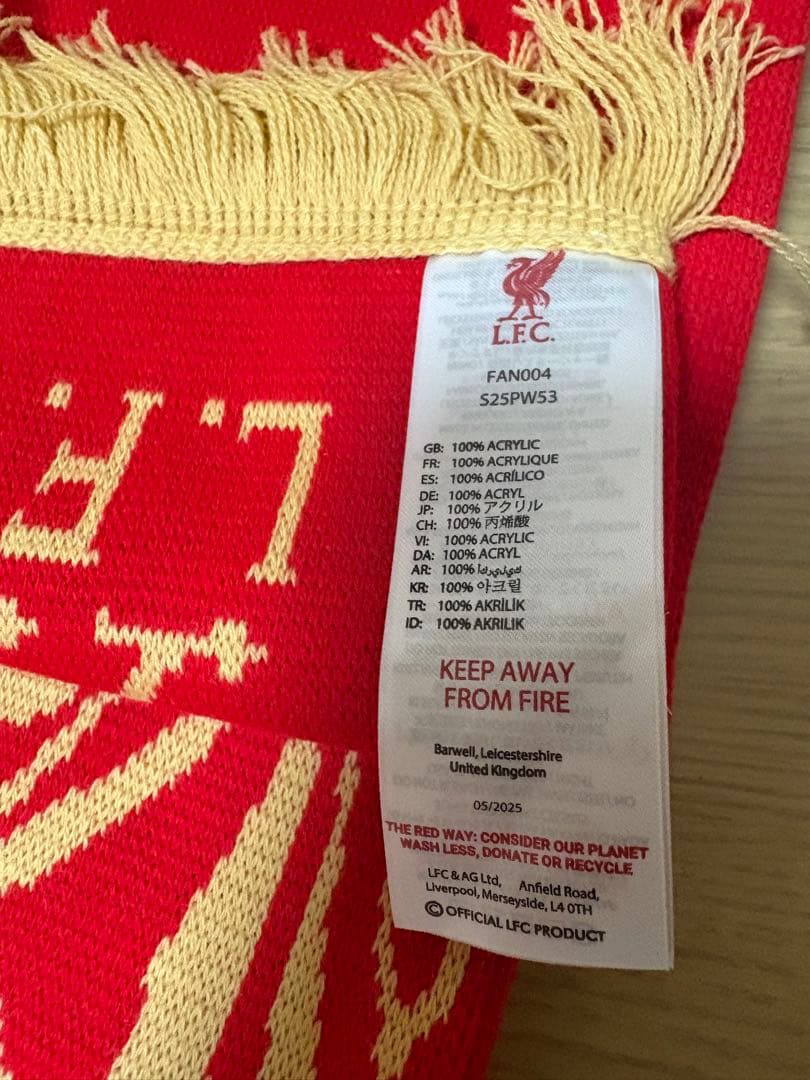 L.F.C.
FAN004
S25PW53
GB: 100% ACRYLIC
FR: 100% ACRYLIQUE
ES: 100% ACRÍLICO
DE: 100% ACRYL
JP: 100% アクリル
CH: 100% 丙烯酸
VI: 100% ACRYLIC
DA: 100% ACRYL
AR: 100%
KR: 100% 아크릴
TR: 100% AKRİLİK
ID: 100% AKRILIK
KEEP AWAY
FROM FIRE
Barwell, Leicestershire
United Kingdom
05/2025
THE RED WAY: CONSIDER OUR PLANET
WASH LESS, DONATE OR RECYCLE
LFC & AG Ltd, Anfield Road,
Liverpool, Merseyside, L4 0TH
© OFFICIAL LFC PRODUCT
L.F.